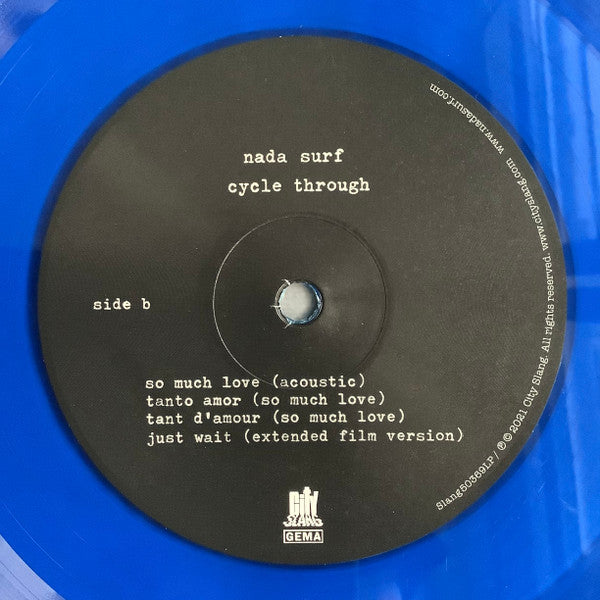 nada surf
cycle through
side b
so much love (acoustic)
tanto amor (so much love)
tant d'amour (so much love)
just wait (extended film version)
City
SLANG
GEMA
Slang50369LP / ℗ © 2021 City Slang. All rights reserved. www.cityslang.com www.nadasurf.com